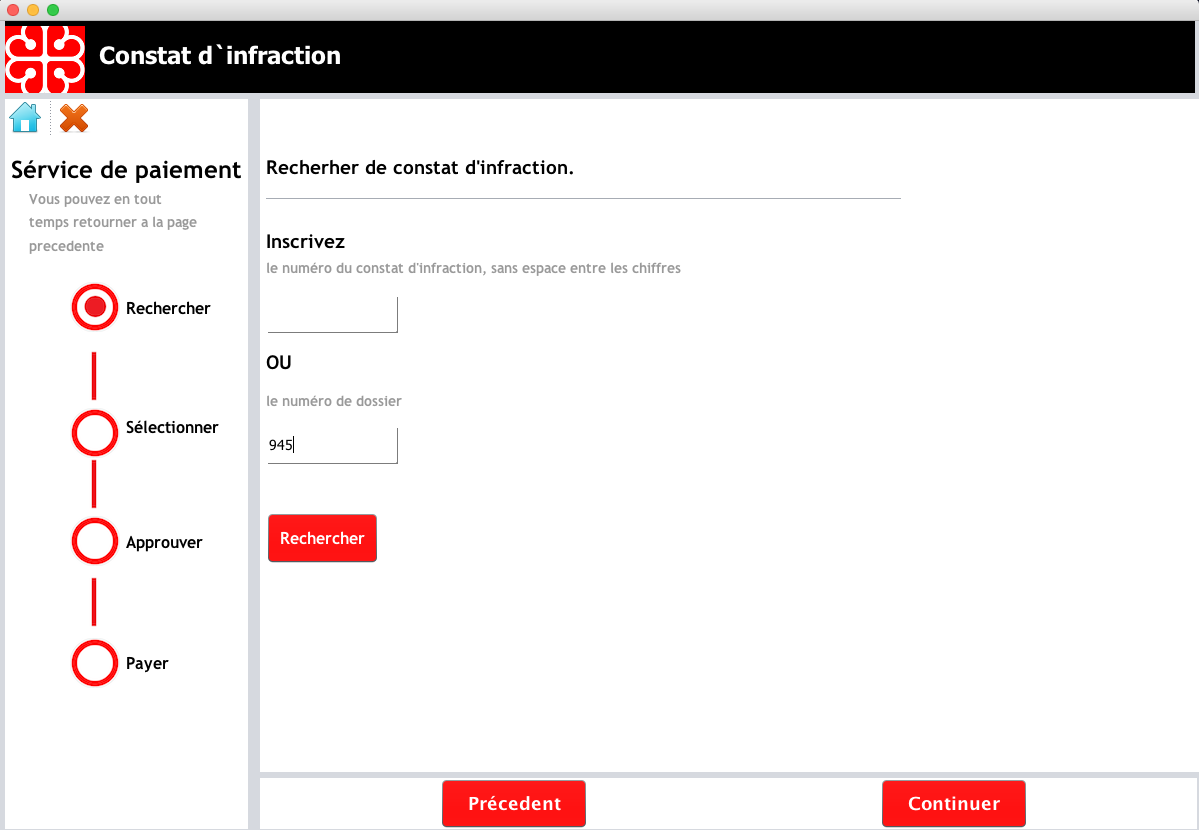 Constat d`infraction
Sérvice de paiement
Vous pouvez en tout
temps retourner a la page
precedente
Rechercher
Sélectionner
Approuver
Payer
Recherher de constat d'infraction.
Inscrivez
le numéro du constat d'infraction, sans espace entre les chiffres
OU
le numéro de dossier
945
Rechercher
Précedent
Continuer